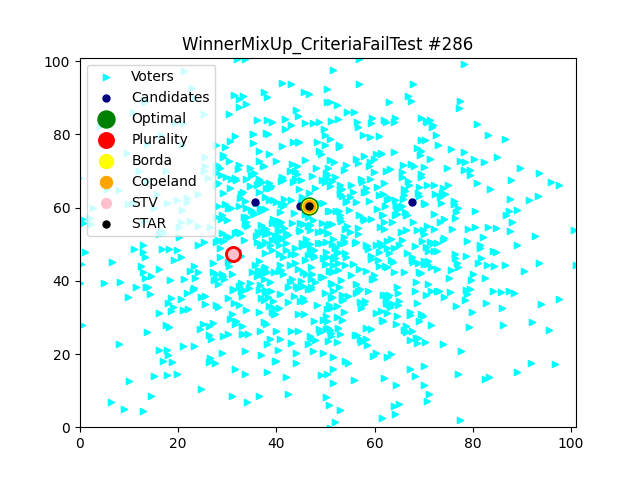 WinnerMixUp_CriteriaFailTest #286
100
80
60
40
20
0
Voters
Candidates
Optimal
Plurality
Borda
Copeland
STV
STAR
0 20 40 60 80 100